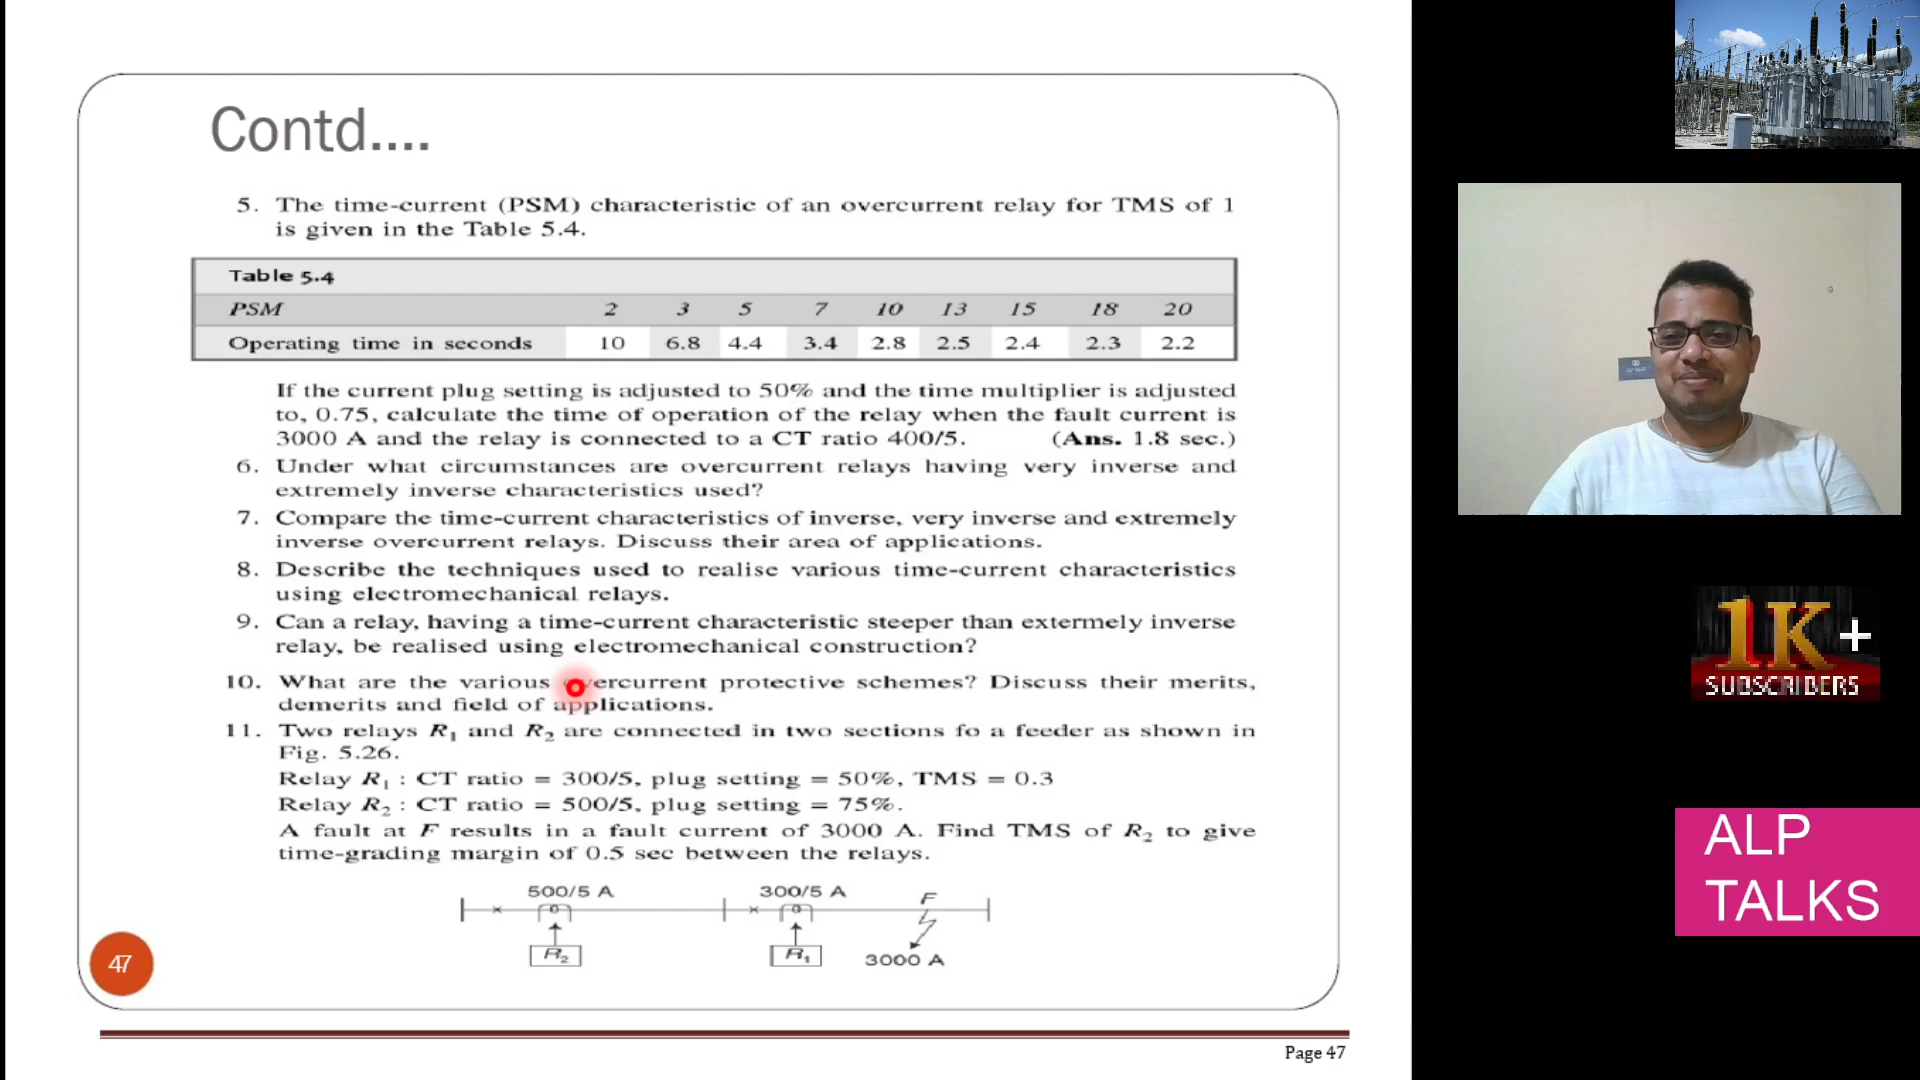 Contd....
5. The time-current (PSM) characteristic of an overcurrent relay for TMS of 1
is given in the Table 5.4.
Table 5.4
PSM 2 3 5 7 10 13 15 18 20
Operating time in seconds 10 6.8 4.4 3.4 2.8 2.5 2.4 2.3 2.2
If the current plug setting is adjusted to 50% and the time multiplier is adjusted
to, 0.75, calculate the time of operation of the relay when the fault current is
3000 A and the relay is connected to a CT ratio 400/5. (Ans. 1.8 sec.)
6. Under what circumstances are overcurrent relays having very inverse and
extremely inverse characteristics used?
7. Compare the time-current characteristics of inverse, very inverse and extremely
inverse overcurrent relays. Discuss their area of applications.
8. Describe the techniques used to realise various time-current characteristics
using electromechanical relays.
9. Can a relay, having a time-current characteristic steeper than extermely inverse
relay, be realised using electromechanical construction?
10. What are the various overcurrent protective schemes? Discuss their merits,
demerits and field of applications.
11. Two relays R1 and R2 are connected in two sections fo a feeder as shown in
Fig. 5.26.
Relay R1 : CT ratio = 300/5, plug setting = 50%, TMS = 0.3
Relay R2 : CT ratio = 500/5, plug setting = 75%.
A fault at F results in a fault current of 3000 A. Find TMS of R2 to give
time-grading margin of 0.5 sec between the relays.
500/5 A 300/5 A F
R2 R1 3000 A
47
Page 47
1K+
SUBSCRIBERS
ALP
TALKS